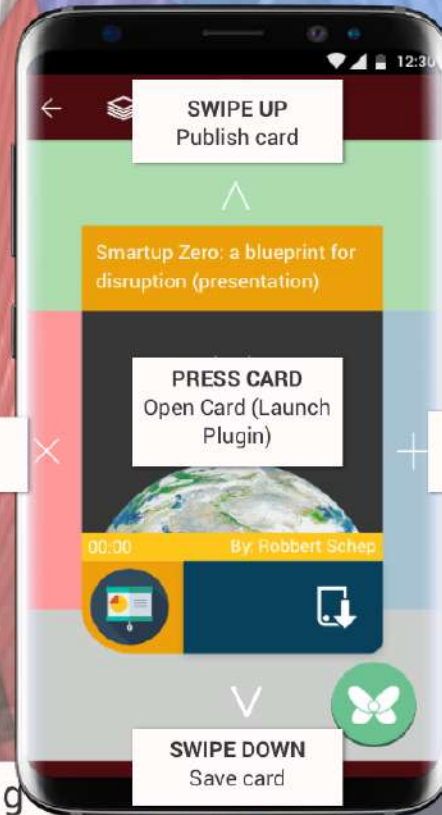 12:30
SWIPE UP
Publish card
Smartup Zero: a blueprint for
disruption (presentation)
PRESS CARD
Open Card (Launch
Plugin)
00:00
By: Robbert Schep
SWIPE DOWN
Save card
g